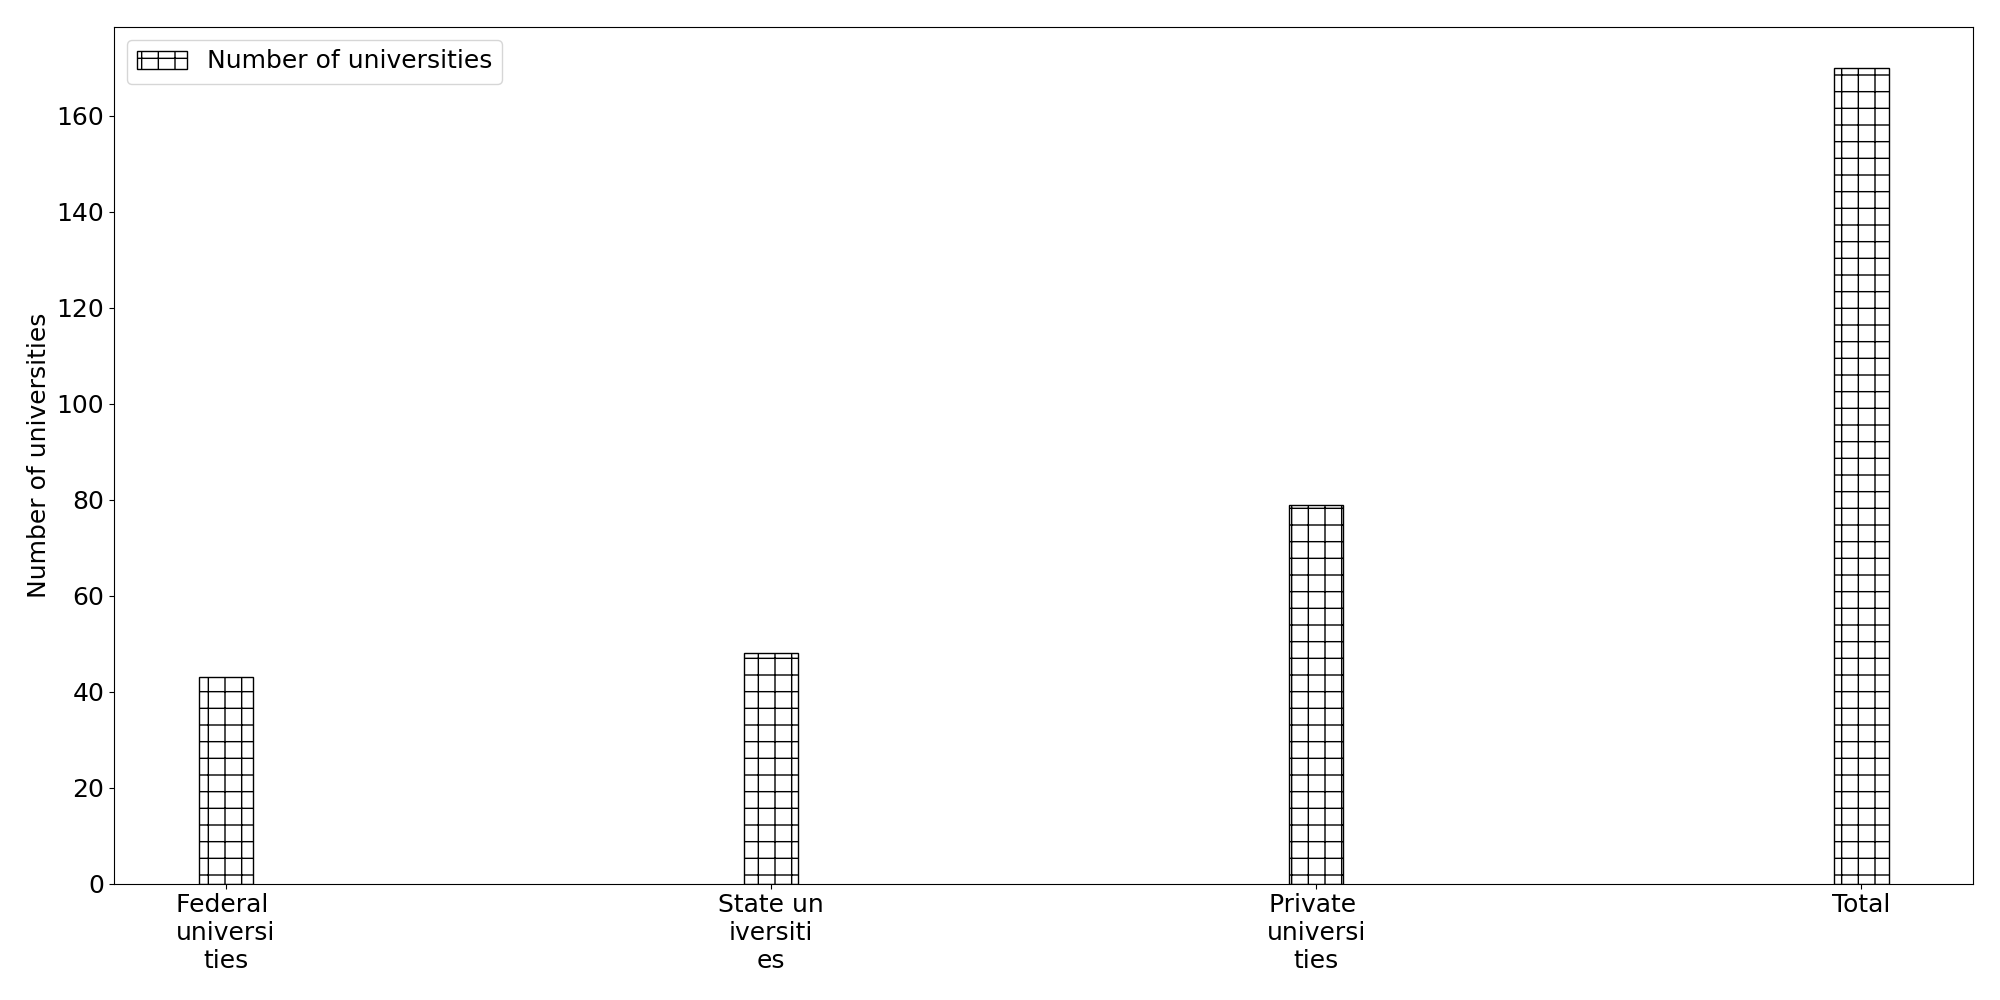 Number of universities
160
140
120
100
80
60
40
20
0
Number of universities
Federal
universi
ties
State un
iversiti
es
Private
universi
ties
Total